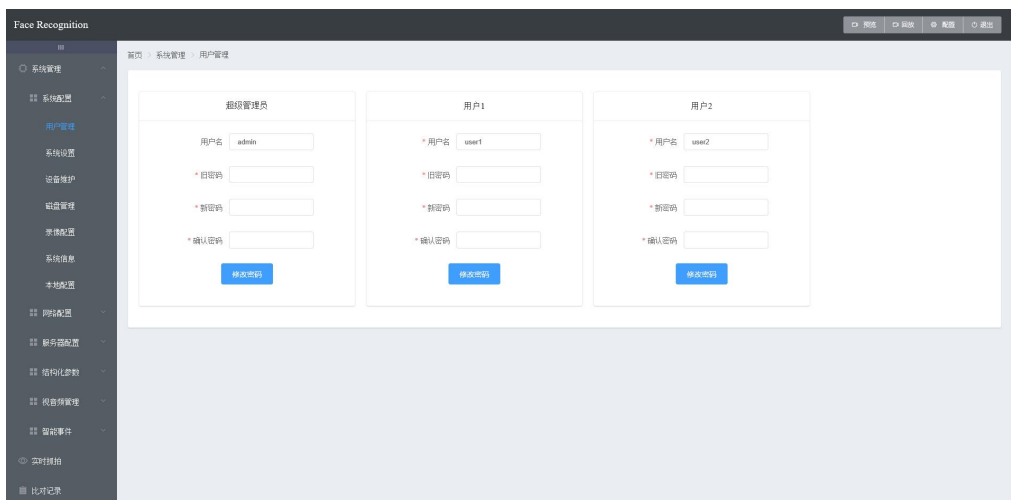 Face Recognition
预览 回放 配置 退出
首页 > 系统管理 > 用户管理
系统管理
系统配置
用户管理
系统设置
设备维护
磁盘管理
录像配置
系统信息
本地配置
网络配置
服务器配置
结构化参数
视音频管理
智能事件
实时抓拍
比对记录
超级管理员
用户名 admin
* 旧密码
* 新密码
* 确认密码
修改密码
用户1
* 用户名 user1
* 旧密码
* 新密码
* 确认密码
修改密码
用户2
* 用户名 user2
* 旧密码
* 新密码
* 确认密码
修改密码